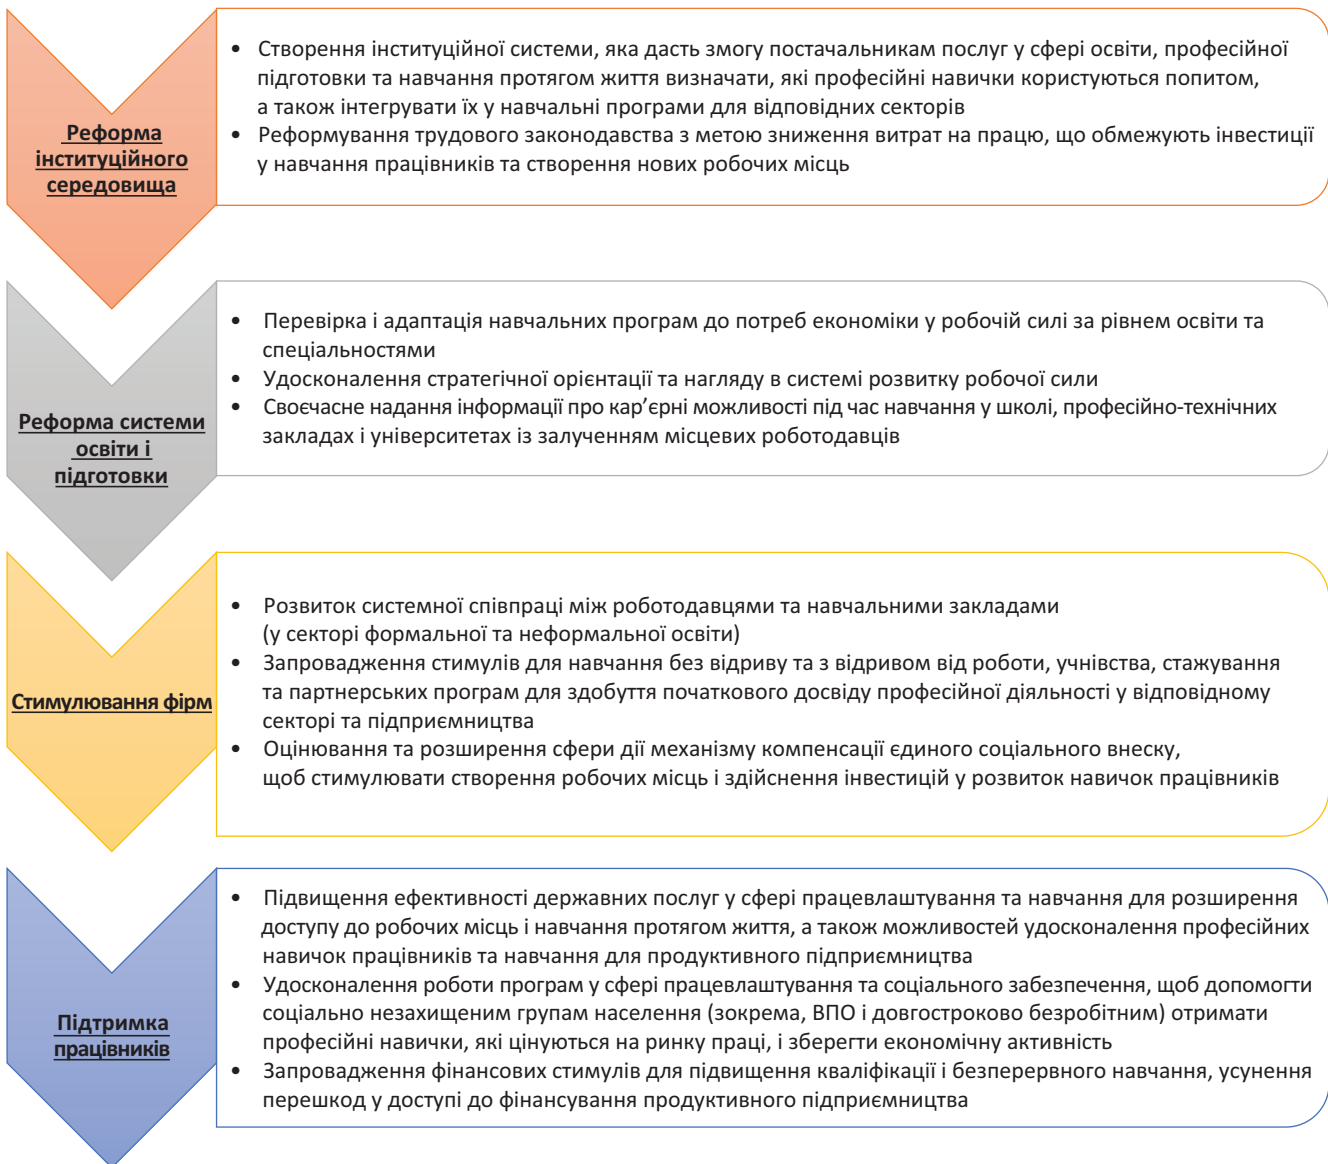 Реформа
інституційного
середовища
• Створення інституційної системи, яка дасть змогу постачальникам послуг у сфері освіти, професійної
підготовки та навчання протягом життя визначати, які професійні навички користуються попитом,
а також інтегрувати їх у навчальні програми для відповідних секторів
• Реформування трудового законодавства з метою зниження витрат на працю, що обмежують інвестиції
у навчання працівників та створення нових робочих місць
Реформа системи
освіти і
підготовки
• Перевірка і адаптація навчальних програм до потреб економіки у робочій силі за рівнем освіти та
спеціальностями
• Удосконалення стратегічної орієнтації та нагляду в системі розвитку робочої сили
• Своєчасне надання інформації про кар’єрні можливості під час навчання у школі, професійно-технічних
закладах і університетах із залученням місцевих роботодавців
Стимулювання фірм
• Розвиток системної співпраці між роботодавцями та навчальними закладами
(у секторі формальної та неформальної освіти)
• Запровадження стимулів для навчання без відриву та з відривом від роботи, учнівства, стажування
та партнерських програм для здобуття початкового досвіду професійної діяльності у відповідному
секторі та підприємництва
• Оцінювання та розширення сфери дії механізму компенсації єдиного соціального внеску,
щоб стимулювати створення робочих місць і здійснення інвестицій у розвиток навичок працівників
Підтримка
працівників
• Підвищення ефективності державних послуг у сфері працевлаштування та навчання для розширення
доступу до робочих місць і навчання протягом життя, а також можливостей удосконалення професійних
навичок працівників та навчання для продуктивного підприємництва
• Удосконалення роботи програм у сфері працевлаштування та соціального забезпечення, щоб допомогти
соціально незахищеним групам населення (зокрема, ВПО і довгостроково безробітним) отримати
професійні навички, які цінуються на ринку праці, і зберегти економічну активність
• Запровадження фінансових стимулів для підвищення кваліфікації і безперервного навчання, усунення
перешкод у доступі до фінансування продуктивного підприємництва